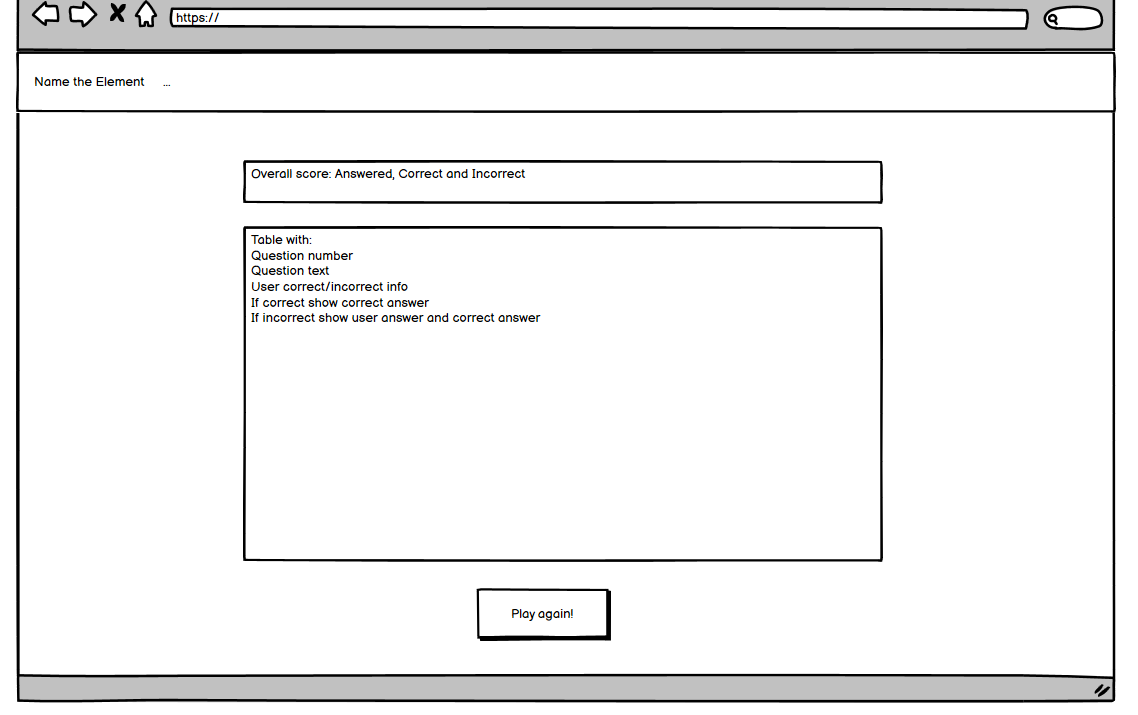 https://
Name the Element ...
Overall score: Answered, Correct and Incorrect
Table with:
Question number
Question text
User correct/incorrect info
If correct show correct answer
If incorrect show user answer and correct answer
Play again!